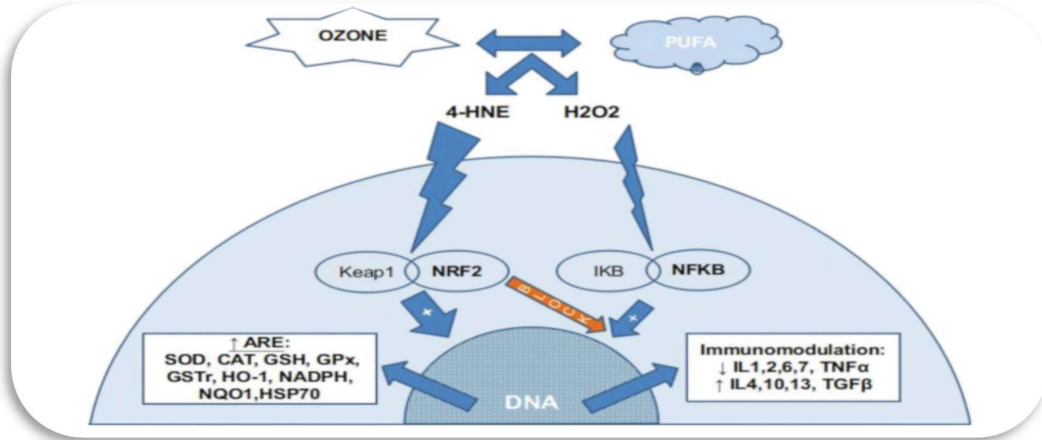 OZONE
PUFA
4-HNE
H2O2
Keap1
NRF2
IKB
NFKB
BLOCK
+
+
↑ ARE:
SOD, CAT, GSH, GPx,
GSTr, HO-1, NADPH,
NQO1,HSP70
Immunomodulation:
↓ IL1,2,6,7, TNFα
↑ IL4,10,13, TGFβ
DNA